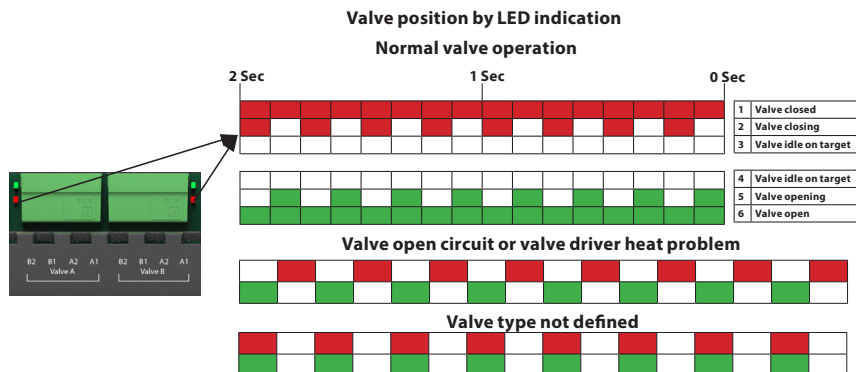 Valve position by LED indication
Normal valve operation
2 Sec 1 Sec 0 Sec
1 Valve closed
2 Valve closing
3 Valve idle on target
4 Valve idle on target
5 Valve opening
6 Valve open
B2 B1 A2 A1 B2 B1 A2 A1
Valve A Valve B
Valve open circuit or valve driver heat problem
Valve type not defined